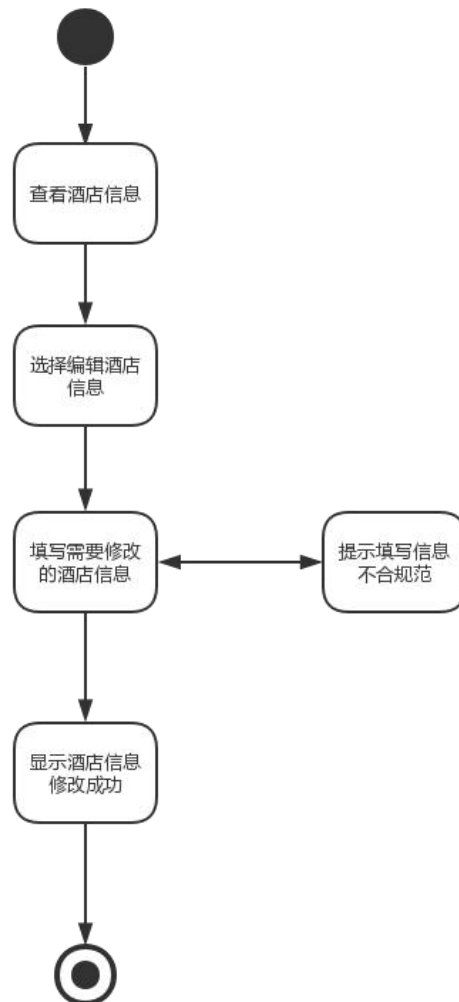 查看酒店信息
选择编辑酒店
信息
填写需要修改
的酒店信息
提示填写信息
不合规范
显示酒店信息
修改成功